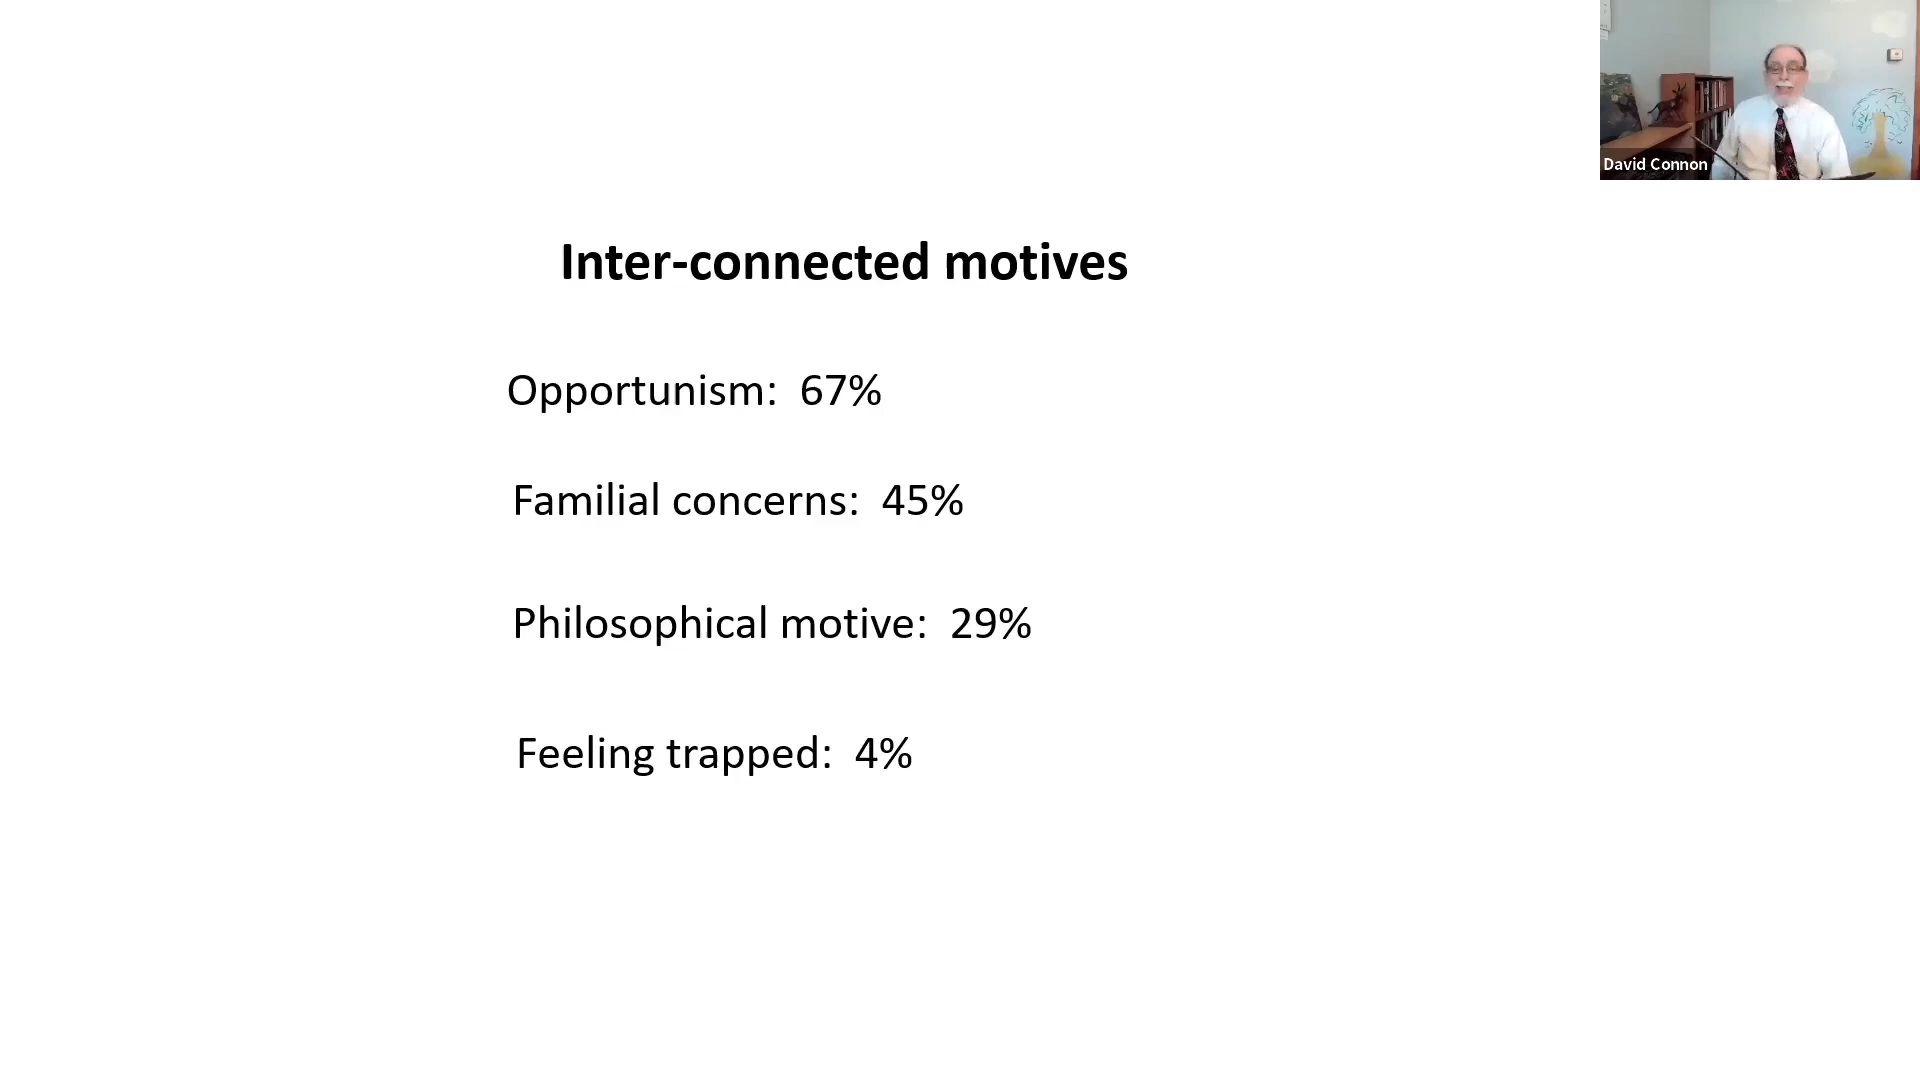 David Connon
Inter-connected motives
Opportunism: 67%
Familial concerns: 45%
Philosophical motive: 29%
Feeling trapped: 4%